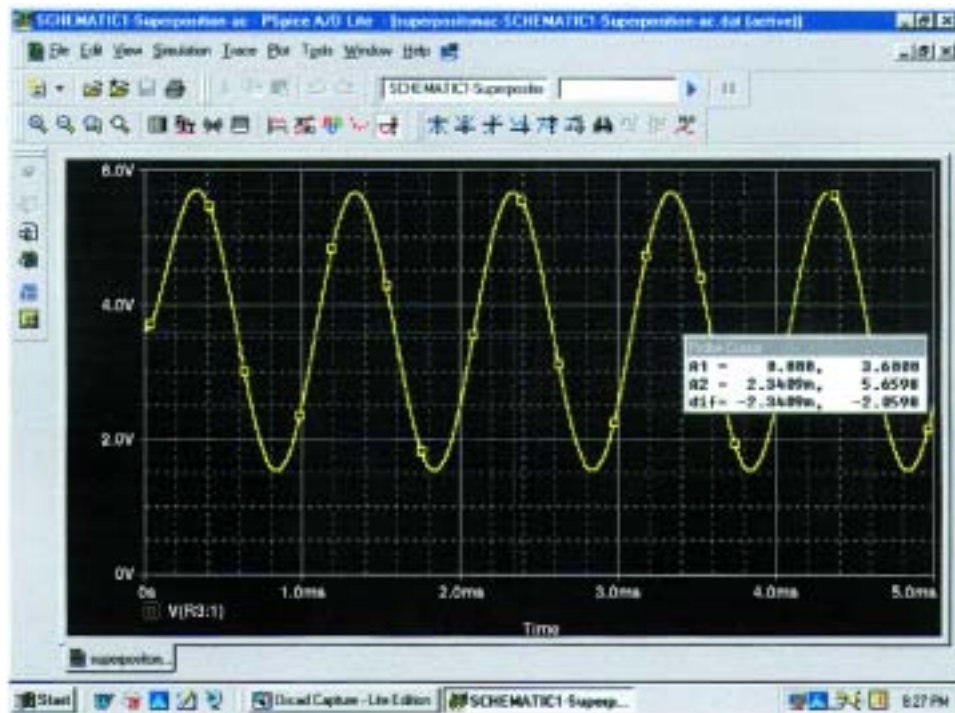 SCHEMATIC1-Superposition-ac - PSpice A/D Lite - [superpositionac-SCHEMATIC1-Superposition-ac.dat (active)]
File Edit View Simulation Trace Plot Tools Window Help
SCHEMATIC1-Superpositio
6.0V
4.0V
2.0V
0V
Probe Cursor
A1 = 0.000, 3.6000
A2 = 2.3409m, 5.6590
dif= -2.3409m, -2.0590
0s 1.0ms 2.0ms 3.0ms 4.0ms 5.0ms
V(R3:1)
Time
superposition...
Start
Orcad Capture - Lite Edition
SCHEMATIC1-Superp...
8:27 PM